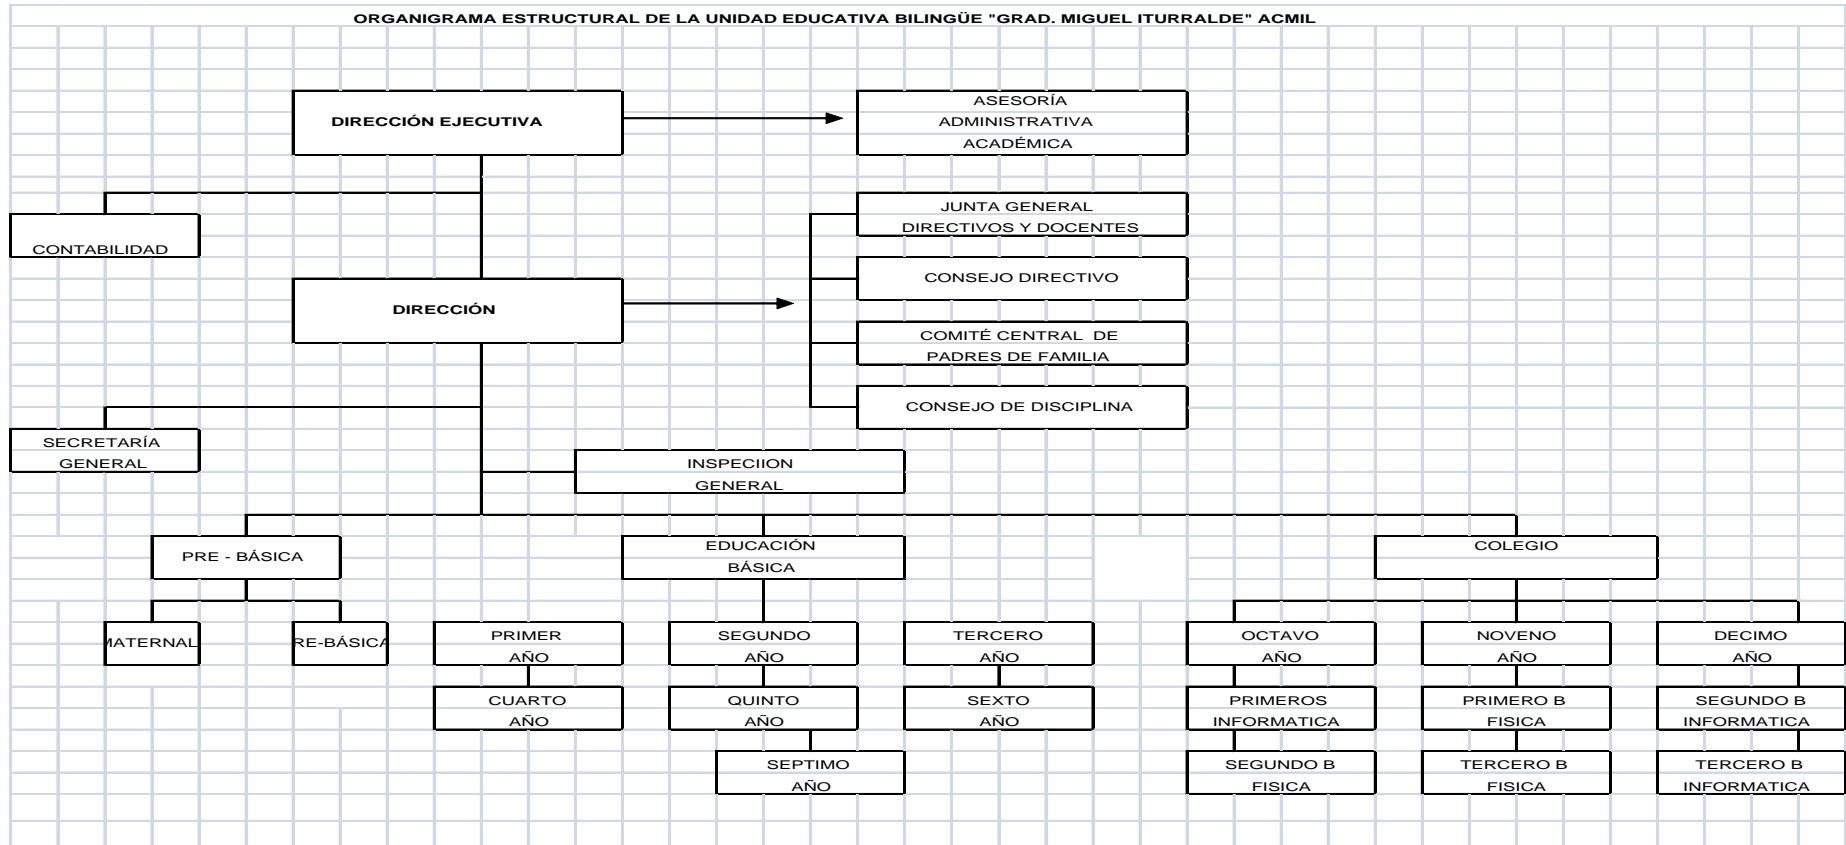 ORGANIGRAMA ESTRUCTURAL DE LA UNIDAD EDUCATIVA BILINGÜE "GRAD. MIGUEL ITURRALDE" ACMIL
DIRECCIÓN EJECUTIVA
ASESORÍA
ADMINISTRATIVA
ACADÉMICA
JUNTA GENERAL
DIRECTIVOS Y DOCENTES
CONTABILIDAD
CONSEJO DIRECTIVO
DIRECCIÓN
COMITÉ CENTRAL DE
PADRES DE FAMILIA
CONSEJO DE DISCIPLINA
SECRETARÍA
GENERAL
INSPECIION
GENERAL
PRE - BÁSICA
EDUCACIÓN
BÁSICA
COLEGIO
MATERNAL
RE-BÁSICA
PRIMER
AÑO
SEGUNDO
AÑO
TERCERO
AÑO
OCTAVO
AÑO
NOVENO
AÑO
DECIMO
AÑO
CUARTO
AÑO
QUINTO
AÑO
SEXTO
AÑO
PRIMEROS
INFORMATICA
PRIMERO B
FISICA
SEGUNDO B
INFORMATICA
SEPTIMO
AÑO
SEGUNDO B
FISICA
TERCERO B
FISICA
TERCERO B
INFORMATICA